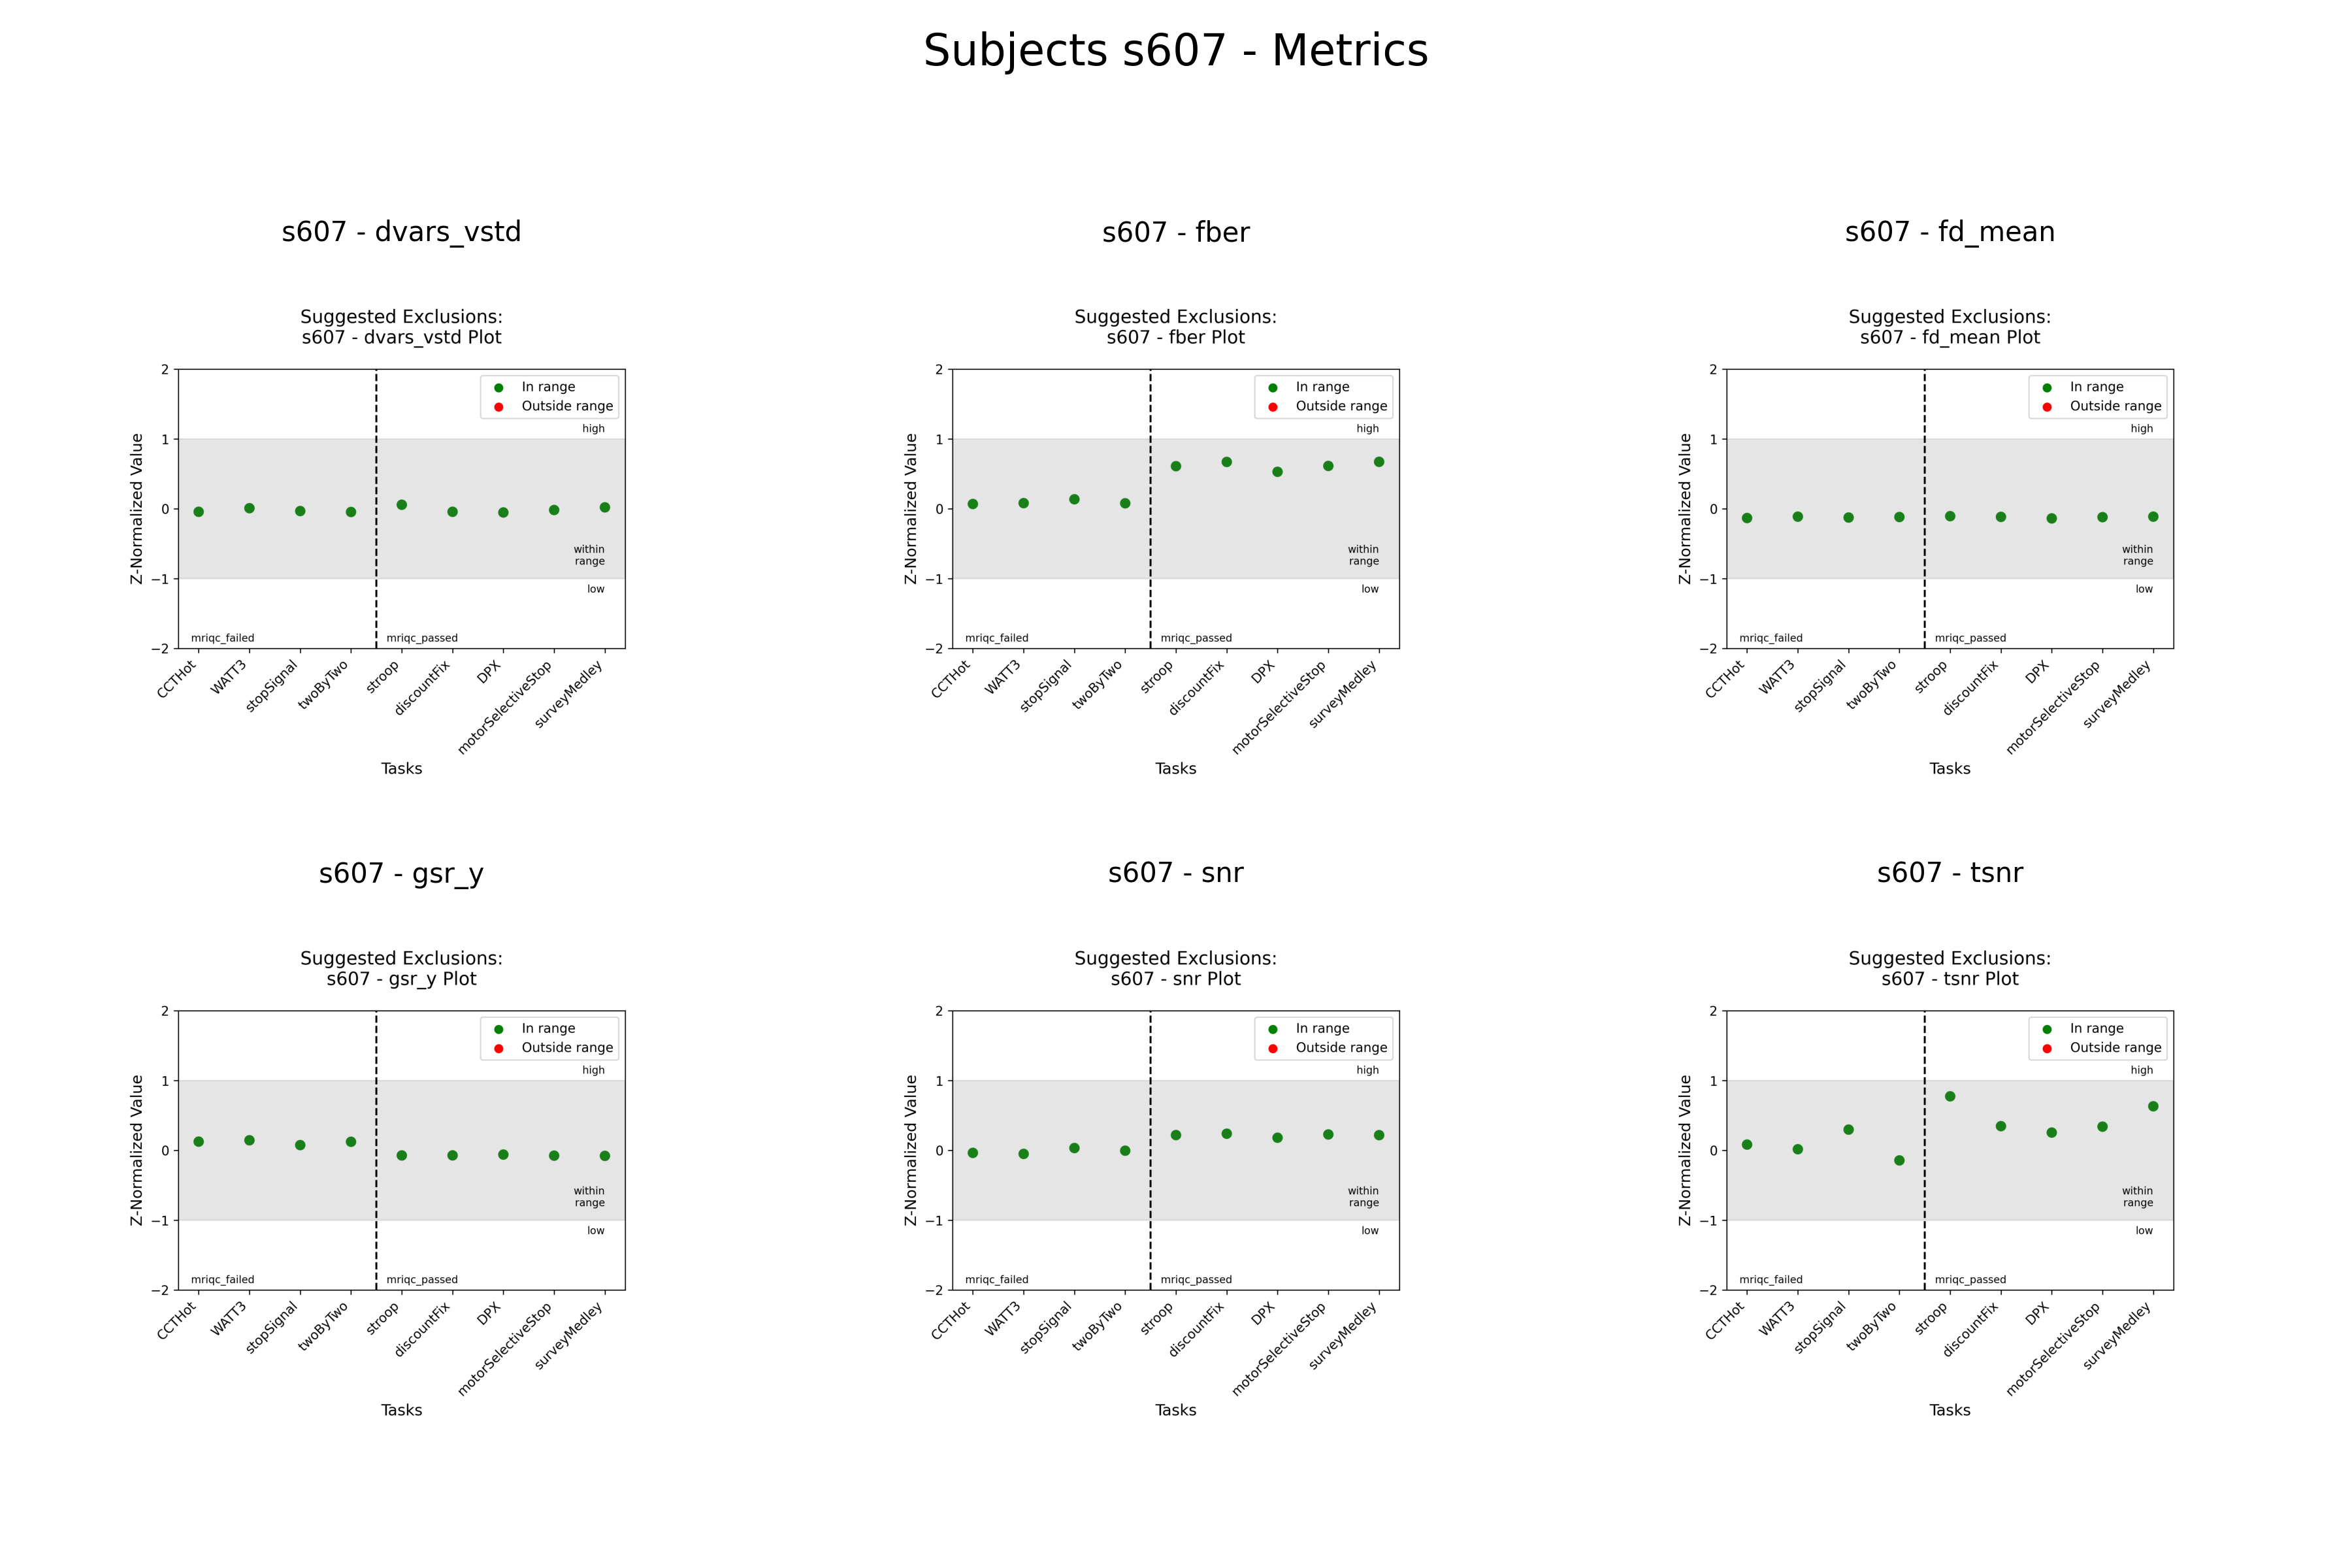 Subjects s607 - Metrics
s607 - dvars_vstd
Suggested Exclusions:
s607 - dvars_vstd Plot
Z-Normalized Value
2
1
0
−1
−2
In range
Outside range
high
within
range
low
mriqc_failed
mriqc_passed
CCTHot
WATT3
stopSignal
twoByTwo
stroop
discountFix
DPX
motorSelectiveStop
surveyMedley
Tasks
s607 - fber
Suggested Exclusions:
s607 - fber Plot
Z-Normalized Value
2
1
0
−1
−2
In range
Outside range
high
within
range
low
mriqc_failed
mriqc_passed
CCTHot
WATT3
stopSignal
twoByTwo
stroop
discountFix
DPX
motorSelectiveStop
surveyMedley
Tasks
s607 - fd_mean
Suggested Exclusions:
s607 - fd_mean Plot
Z-Normalized Value
2
1
0
−1
−2
In range
Outside range
high
within
range
low
mriqc_failed
mriqc_passed
CCTHot
WATT3
stopSignal
twoByTwo
stroop
discountFix
DPX
motorSelectiveStop
surveyMedley
Tasks
s607 - gsr_y
Suggested Exclusions:
s607 - gsr_y Plot
Z-Normalized Value
2
1
0
−1
−2
In range
Outside range
high
within
range
low
mriqc_failed
mriqc_passed
CCTHot
WATT3
stopSignal
twoByTwo
stroop
discountFix
DPX
motorSelectiveStop
surveyMedley
Tasks
s607 - snr
Suggested Exclusions:
s607 - snr Plot
Z-Normalized Value
2
1
0
−1
−2
In range
Outside range
high
within
range
low
mriqc_failed
mriqc_passed
CCTHot
WATT3
stopSignal
twoByTwo
stroop
discountFix
DPX
motorSelectiveStop
surveyMedley
Tasks
s607 - tsnr
Suggested Exclusions:
s607 - tsnr Plot
Z-Normalized Value
2
1
0
−1
−2
In range
Outside range
high
within
range
low
mriqc_failed
mriqc_passed
CCTHot
WATT3
stopSignal
twoByTwo
stroop
discountFix
DPX
motorSelectiveStop
surveyMedley
Tasks